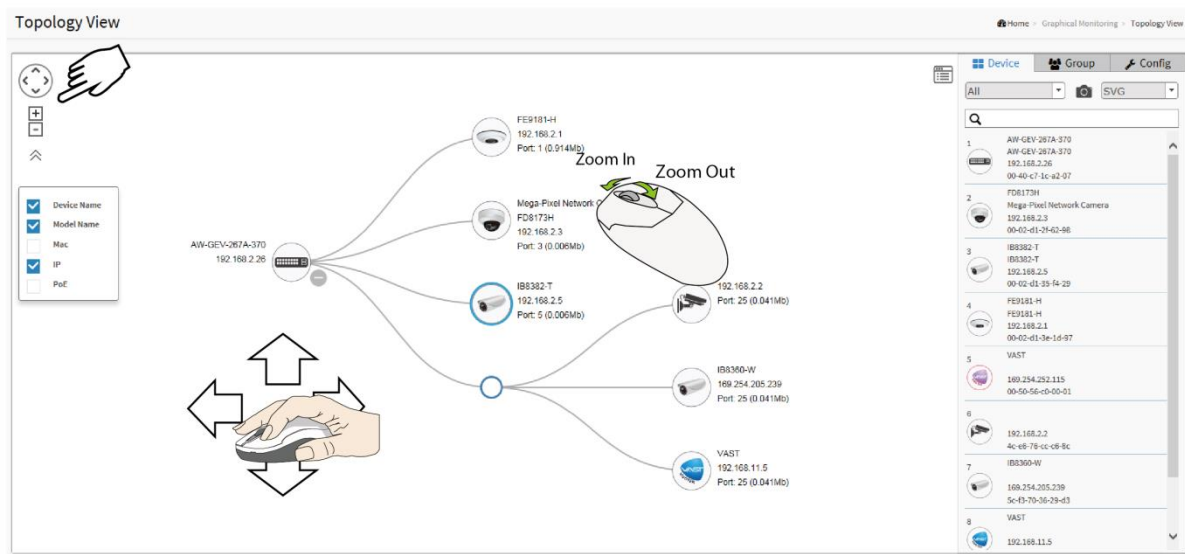 Topology View
Home > Graphical Monitoring > Topology View
Device Name
Model Name
Mac
IP
PoE
AW-GEV-267A-370
192.168.2.26
FE9181-H
192.168.2.1
Port: 1 (0.914Mb)
Zoom In
Zoom Out
Mega-Pixel Network C
FD8173H
192.168.2.3
Port: 3 (0.006Mb)
IB8382-T
192.168.2.5
Port: 5 (0.006Mb)
192.168.2.2
Port: 25 (0.041Mb)
IB8360-W
169.254.205.239
Port: 25 (0.041Mb)
VAST
192.168.11.5
Port: 25 (0.041Mb)
Device
Group
Config
All
SVG
1
AW-GEV-267A-370
AW-GEV-267A-370
192.168.2.26
00-40-c7-1c-a2-07
2
FD8173H
Mega-Pixel Network Camera
192.168.2.3
00-02-d1-2f-62-98
3
IB8382-T
IB8382-T
192.168.2.5
00-02-d1-35-f4-29
4
FE9181-H
FE9181-H
192.168.2.1
00-02-d1-3e-1d-97
5
VAST
169.254.252.115
00-50-56-c0-00-01
6
192.168.2.2
7
IB8360-W
169.254.205.239
5c-f3-70-36-29-d3
8
VAST
192.168.11.5